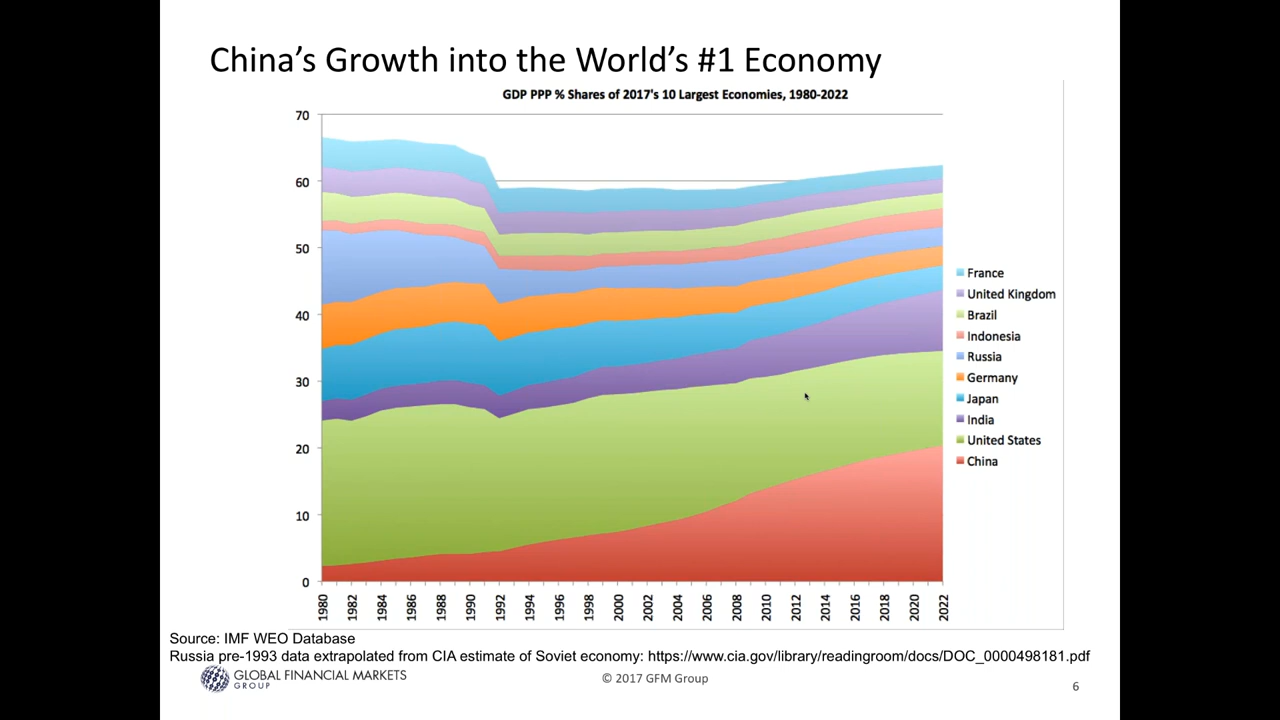 China's Growth into the World's #1 Economy
GDP PPP % Shares of 2017's 10 Largest Economies, 1980-2022
70
60
50
40
30
20
10
0
1980
1982
1984
1986
1988
1990
1992
1994
1996
1998
2000
2002
2004
2006
2008
2010
2012
2014
2016
2018
2020
2022
France
United Kingdom
Brazil
Indonesia
Russia
Germany
Japan
India
United States
China
Source: IMF WEO Database
Russia pre-1993 data extrapolated from CIA estimate of Soviet economy: https://www.cia.gov/library/readingroom/docs/DOC_0000498181.pdf
GLOBAL FINANCIAL MARKETS
GROUP
© 2017 GFM Group
6